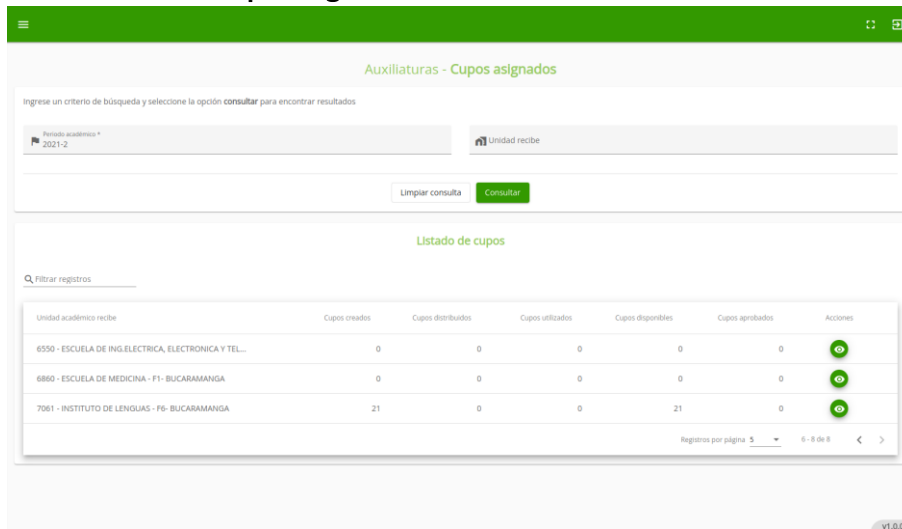 Auxiliaturas - Cupos asignados
Ingrese un criterio de búsqueda y seleccione la opción consultar para encontrar resultados
Periodo académico *
2021-2
Unidad recibe
Limpiar consulta Consultar
Listado de cupos
Filtrar registros
Unidad académico recibe Cupos creados Cupos distribuidos Cupos utilizados Cupos disponibles Cupos aprobados Acciones
6550 - ESCUELA DE ING.ELECTRICA, ELECTRONICA Y TEL... 0 0 0 0 0
6860 - ESCUELA DE MEDICINA - F1- BUCARAMANGA 0 0 0 0 0
7061 - INSTITUTO DE LENGUAS - F6- BUCARAMANGA 21 0 0 21 0
Registros por página 5 6 - 8 de 8